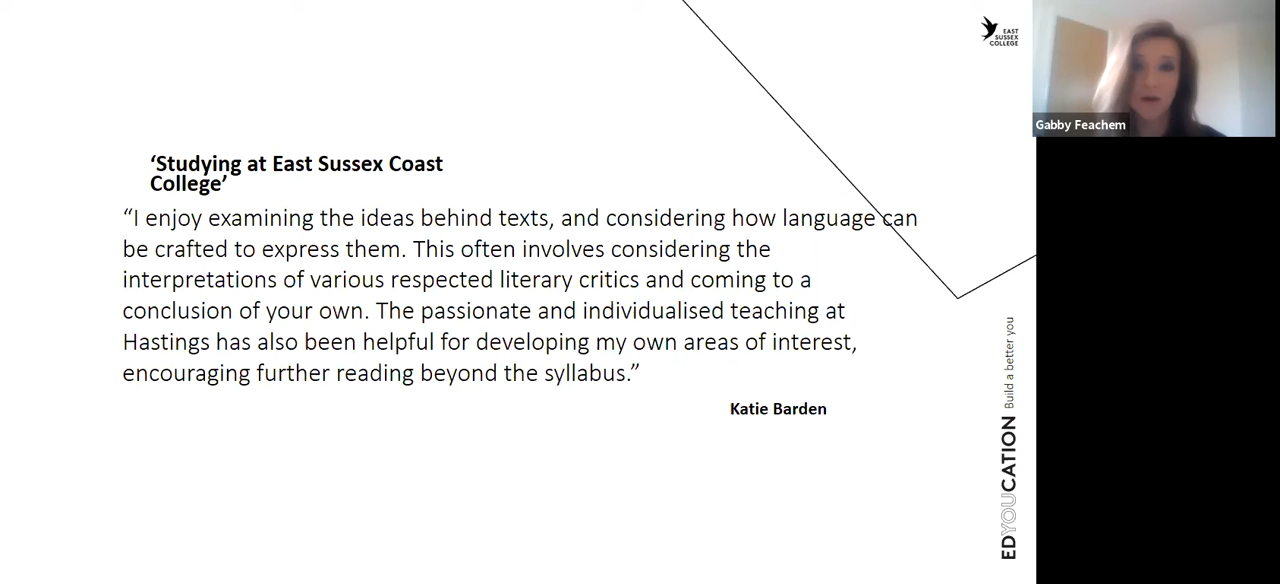 EAST
SUSSEX
COLLEGE
Gabby Feachem
‘Studying at East Sussex Coast
College’
“I enjoy examining the ideas behind texts, and considering how language can
be crafted to express them. This often involves considering the
interpretations of various respected literary critics and coming to a
conclusion of your own. The passionate and individualised teaching at
Hastings has also been helpful for developing my own areas of interest,
encouraging further reading beyond the syllabus.”
Katie Barden
EDYOUCATION Build a better you